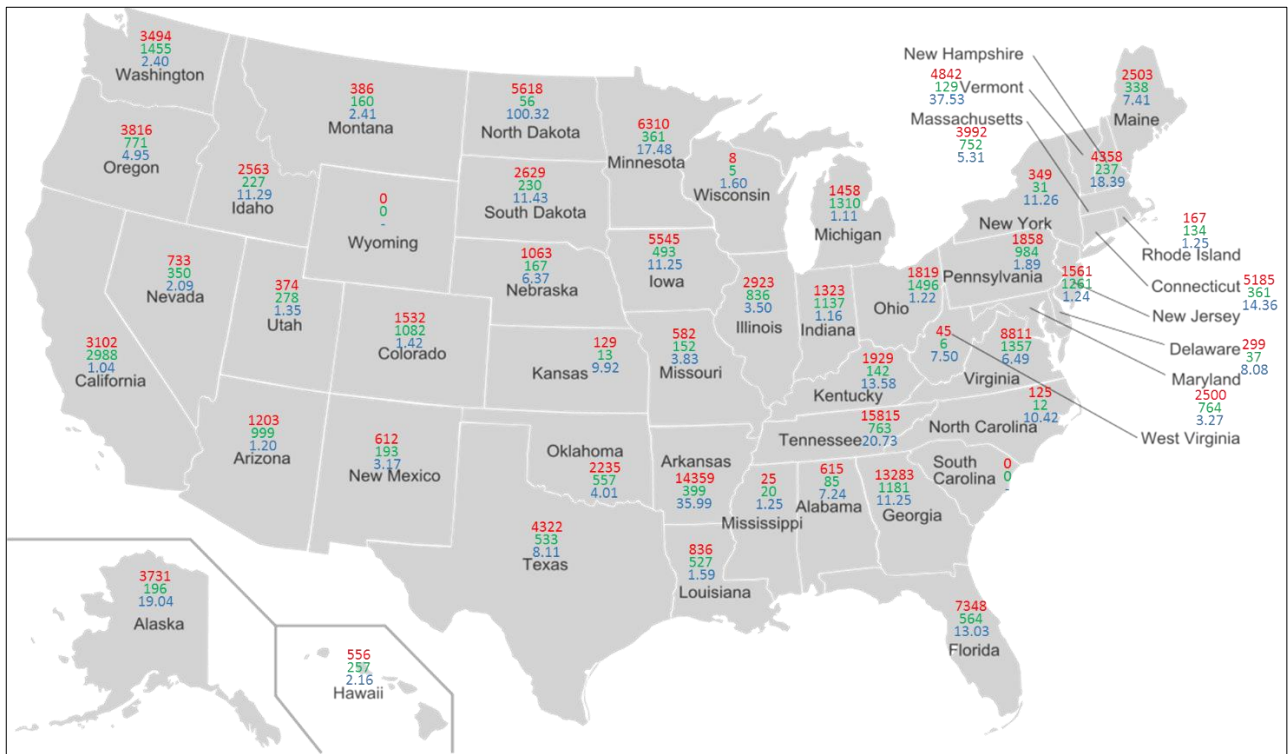 3494
1455
2.40
Washington
3816
771
4.95
Oregon
2563
227
11.29
Idaho
386
160
2.41
Montana
5618
56
100.32
North Dakota
6310
361
17.48
Minnesota
8
5
1.60
Wisconsin
1458
1310
1.11
Michigan
New Hampshire
4842
129
37.53
Vermont
Massachusetts
3992
752
5.31
2503
338
7.41
Maine
4358
237
18.39
349
31
11.26
New York
2629
230
11.43
South Dakota
0
0
-
Wyoming
733
350
2.09
Nevada
374
278
1.35
Utah
1532
1082
1.42
Colorado
1063
167
6.37
Nebraska
5545
493
11.25
Iowa
2923
836
3.50
Illinois
1323
1137
1.16
Indiana
1819
1496
1.22
Ohio
1858
984
1.89
Pennsylvania
167
134
1.25
Rhode Island
Connecticut
5185
361
14.36
1561
1261
1.24
New Jersey
Delaware
299
37
8.08
Maryland
2500
764
3.27
West Virginia
45
6
7.50
8811
1357
6.49
Virginia
3102
2988
1.04
California
129
13
9.92
Kansas
582
152
3.83
Missouri
1929
142
13.58
Kentucky
15815
763
20.73
Tennessee
125
12
10.42
North Carolina
South
Carolina
0
0
-
1203
999
1.20
Arizona
612
193
3.17
New Mexico
Oklahoma
2235
557
4.01
Arkansas
14359
399
35.99
25
20
1.25
Mississippi
615
85
7.24
Alabama
13283
1181
11.25
Georgia
4322
533
8.11
Texas
836
527
1.59
Louisiana
7348
564
13.03
Florida
3731
196
19.04
Alaska
556
257
2.16
Hawaii